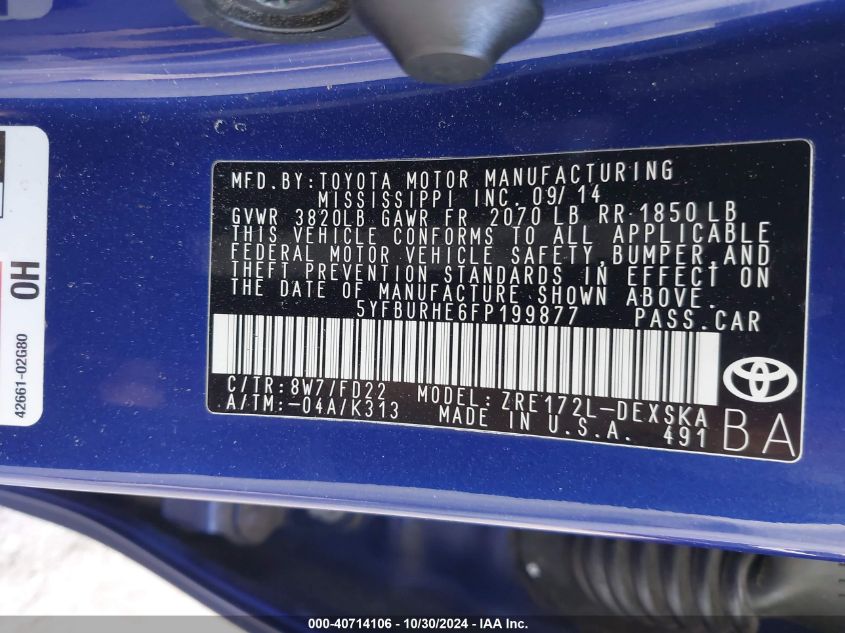 C G
MFD.BY:TOYOTA MOTOR MANUFACTURING
MISSISSIPPI INC. 09/14
GVWR 3820LB GAWR FR 2070 LB RR 1850 LB
THIS VEHICLE CONFORMS TO ALL APPLICABLE
FEDERAL MOTOR VEHICLE SAFETY,BUMPER,AND
THEFT PREVENTION STANDARDS IN EFFECT ON
THE DATE OF MANUFACTURE SHOWN ABOVE.
5YFBURHE6FP199877 PASS.CAR
C/TR:8W7/FD22 MODEL: ZRE172L-DEXSKA
A/TM:-04A/K313 MADE IN U.S.A. 491
BA
0H
42661-02G80
000-40714106 - 10/30/2024 - IAA Inc.